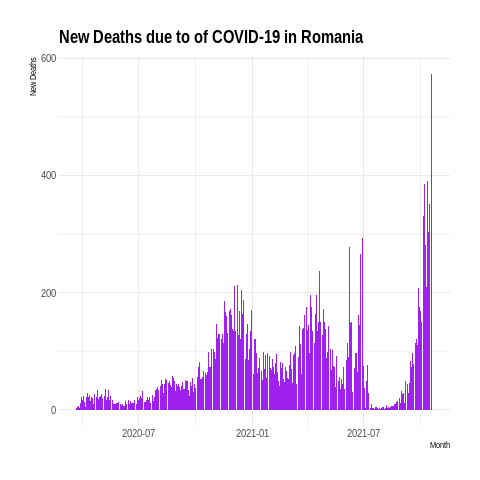 New Deaths due to of COVID-19 in Romania
New Deaths
600
400
200
0
2020-07 2021-01 2021-07
Month